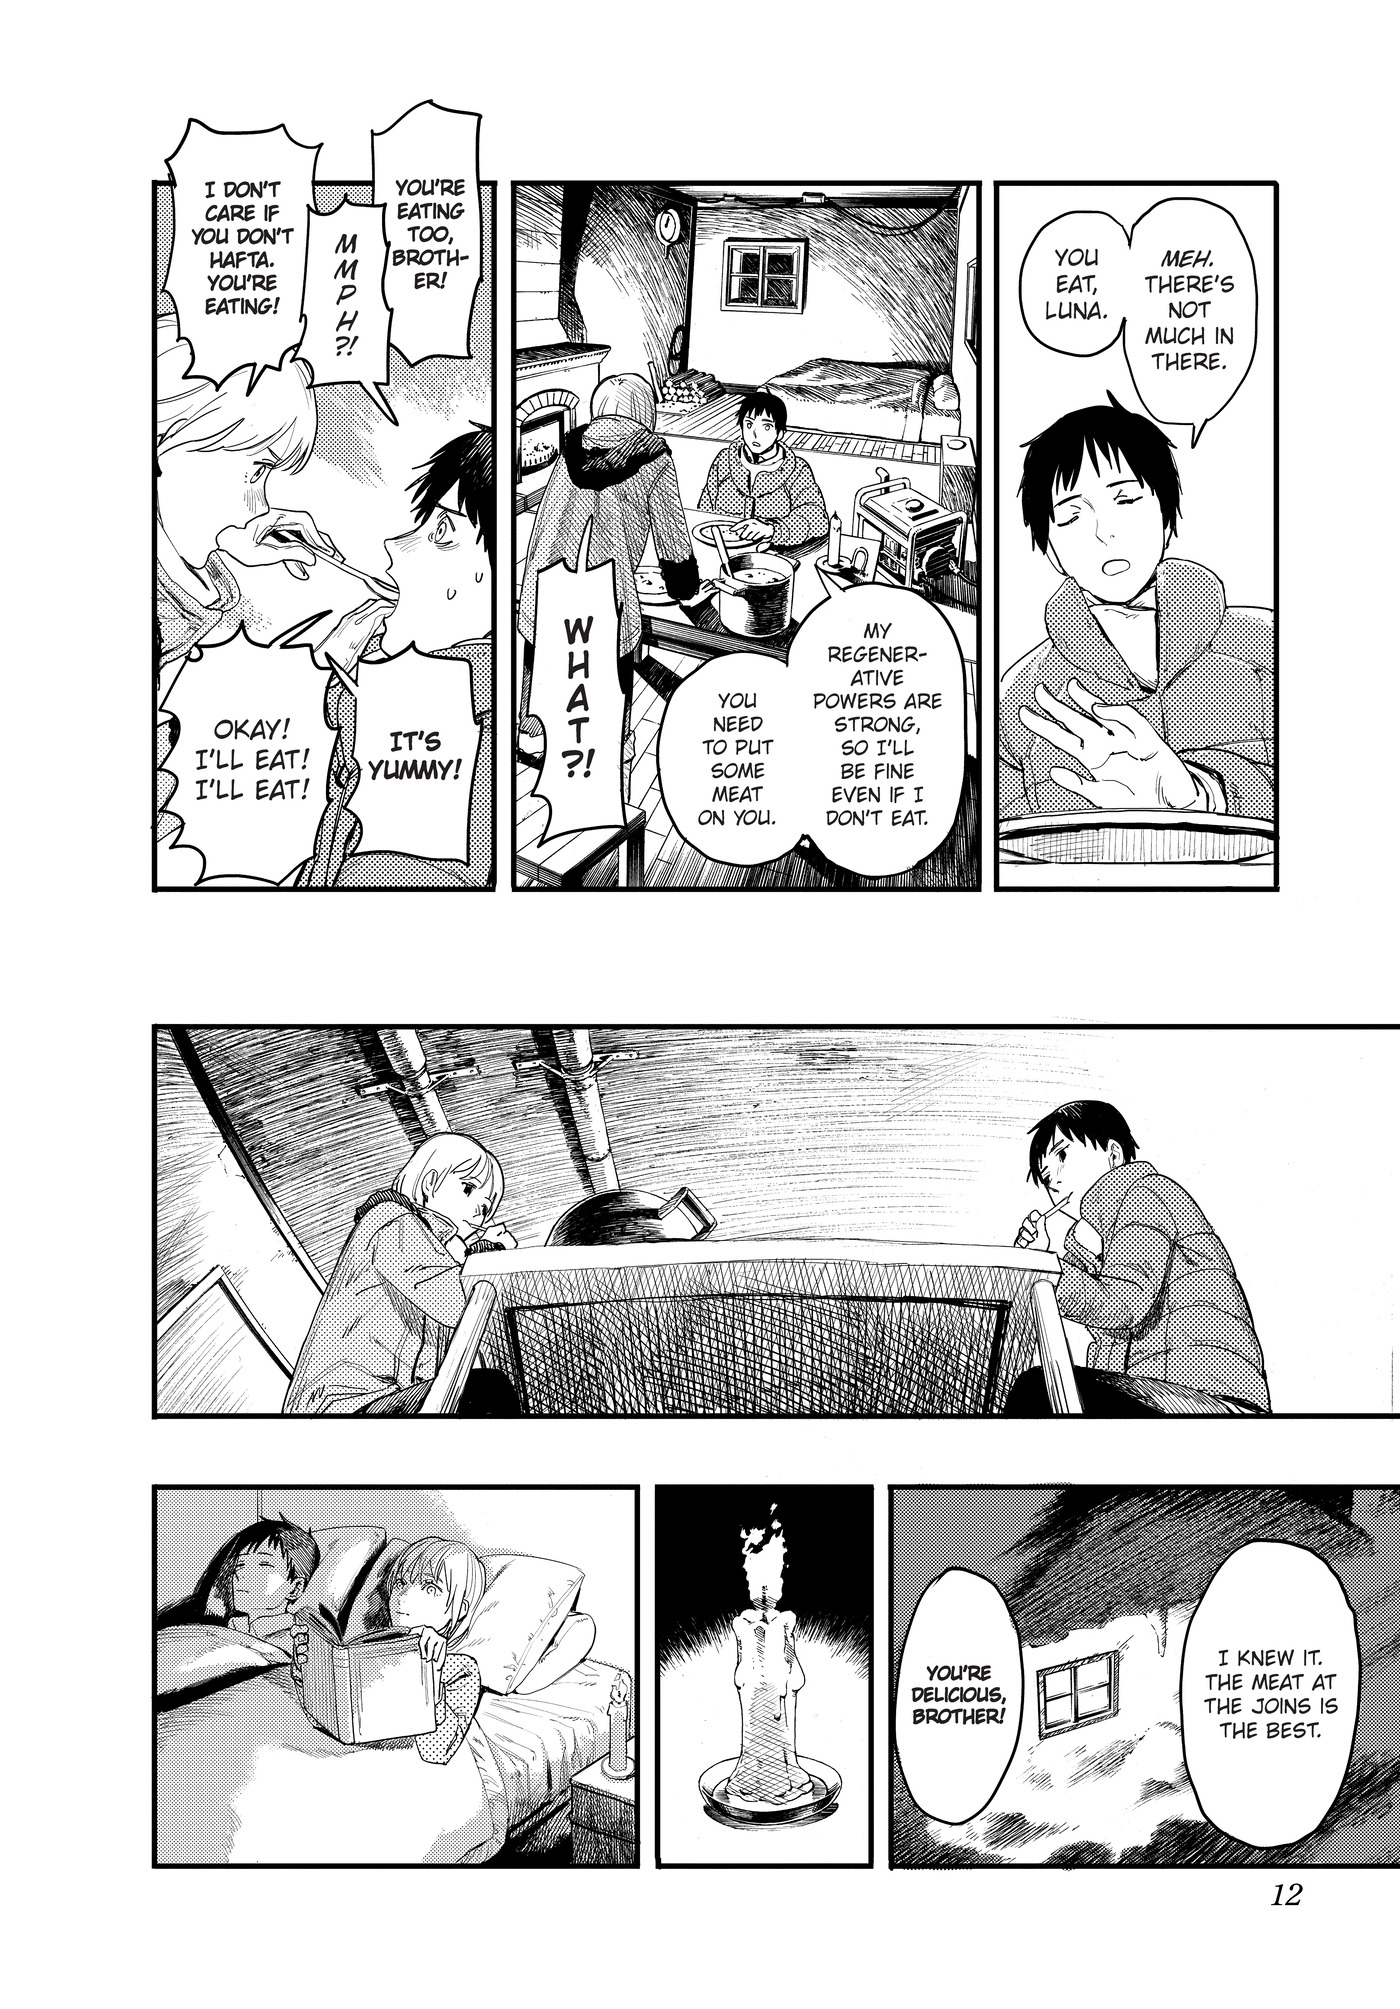 MEH.
THERE'S
NOT
MUCH IN
THERE.
YOU
EAT,
LUNA.
MY
REGENER-
ATIVE
POWERS ARE
STRONG,
SO I'LL
BE FINE
EVEN IF I
DON'T EAT.
YOU
NEED
TO PUT
SOME
MEAT
ON YOU.
WHAT?!
YOU'RE
EATING
TOO,
BROTH-
ER!
MMPH?!
I DON'T
CARE IF
YOU DON'T
HAFTA.
YOU'RE
EATING!
IT'S
YUMMY!
OKAY!
I'LL EAT!
I'LL EAT!
I KNEW IT.
THE MEAT AT
THE JOINS IS
THE BEST.
YOU'RE
DELICIOUS,
BROTHER!
12